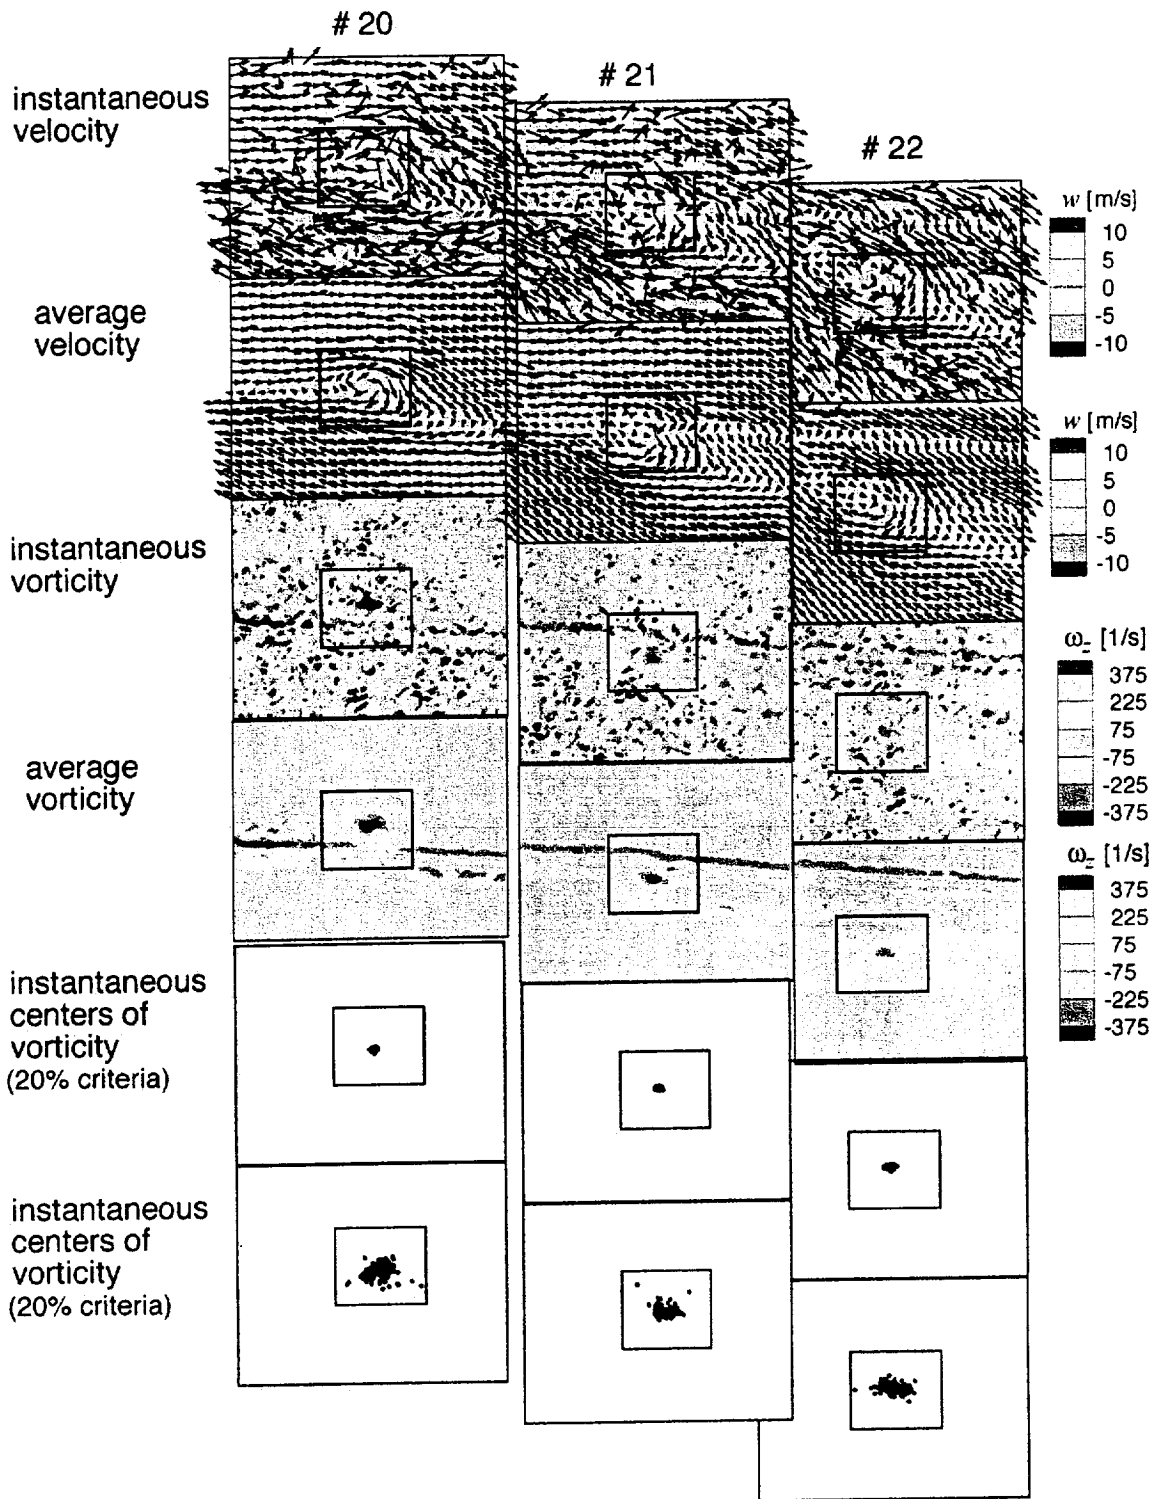 # 20
# 21
# 22
instantaneous
velocity
average
velocity
instantaneous
vorticity
average
vorticity
instantaneous
centers of
vorticity
(20% criteria)
instantaneous
centers of
vorticity
(20% criteria)
w [m/s]
10
5
0
-5
-10
w [m/s]
10
5
0
-5
-10
ω_z [1/s]
375
225
75
-75
-225
-375
ω_z [1/s]
375
225
75
-75
-225
-375